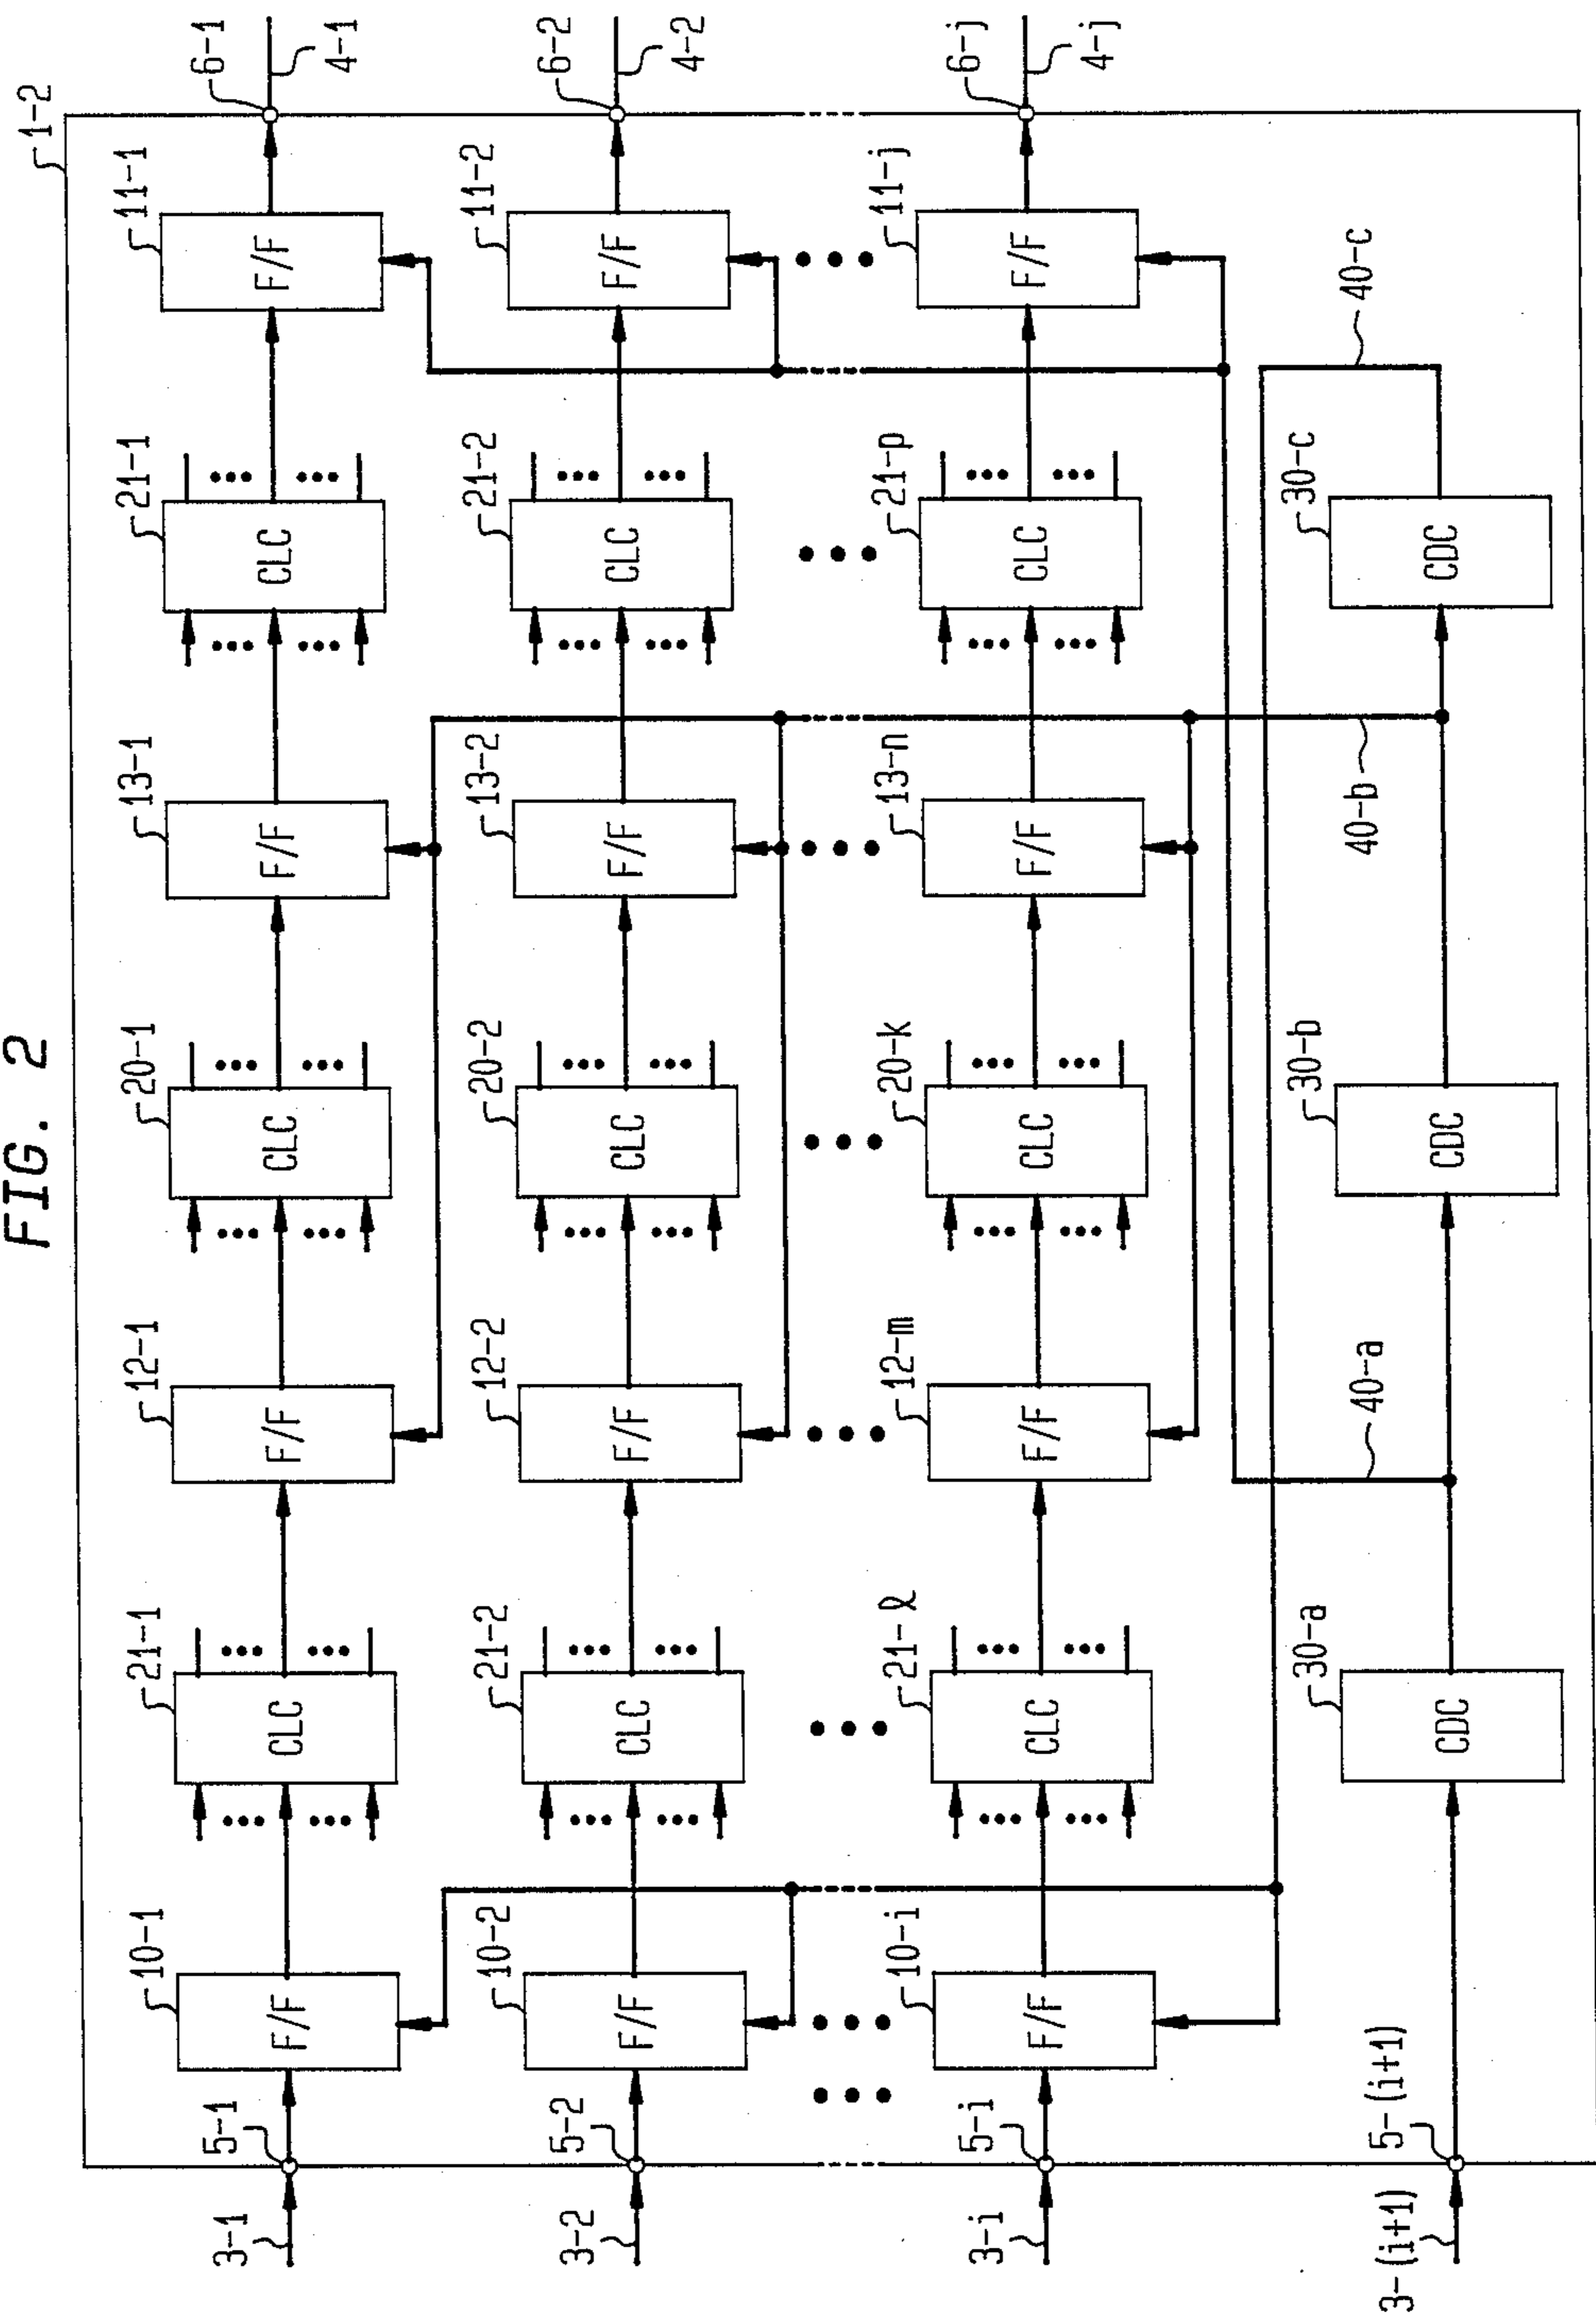 FIG. 2
1-2
3-1
5-1
10-1
F/F
21-1
CLC
12-1
F/F
20-1
CLC
13-1
F/F
21-1
CLC
11-1
F/F
6-1
4-1
3-2
5-2
10-2
F/F
21-2
CLC
12-2
F/F
20-2
CLC
13-2
F/F
21-2
CLC
11-2
F/F
6-2
4-2
3-i
5-i
10-i
F/F
21-ℓ
CLC
12-m
F/F
20-k
CLC
13-n
F/F
21-p
CLC
11-j
F/F
6-j
4-j
3-(i+1)
5-(i+1)
30-a
CDC
40-a
30-b
CDC
40-b
30-c
CDC
40-c